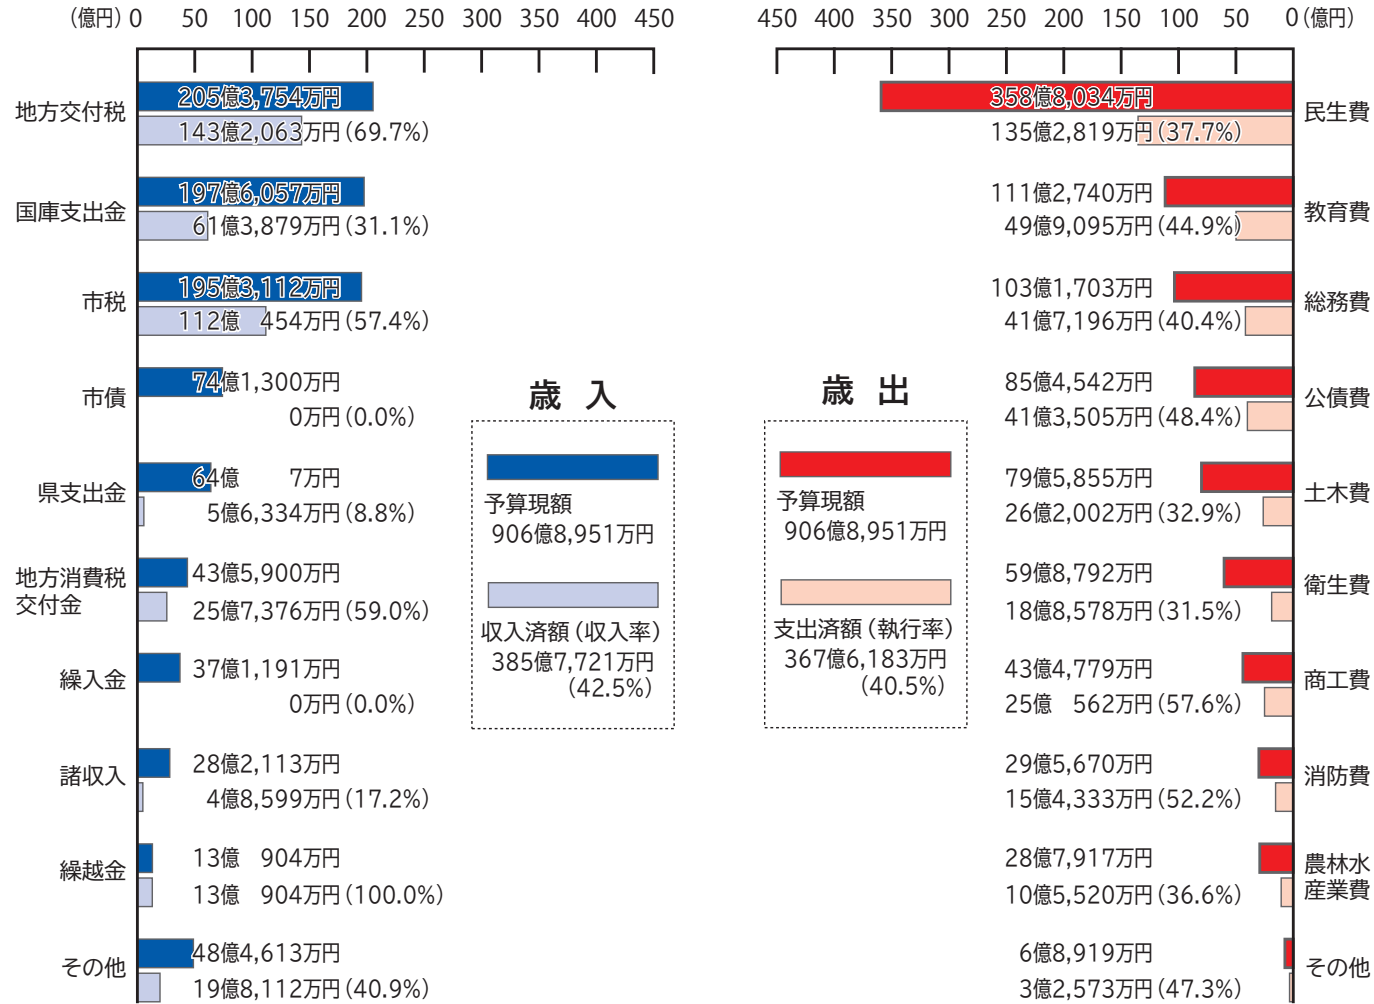 （億円） 0 50 100 150 200 250 300 350 400 450
地方交付税
205億3,754万円
143億2,063万円（69.7%）
国庫支出金
197億6,057万円
61億3,879万円（31.1%）
市税
195億3,112万円
112億　454万円（57.4%）
市債
74億1,300万円
0万円（0.0%）
県支出金
64億　　7万円
5億6,334万円（8.8%）
地方消費税
交付金
43億5,900万円
25億7,376万円（59.0%）
繰入金
37億1,191万円
0万円（0.0%）
諸収入
28億2,113万円
4億8,599万円（17.2%）
繰越金
13億　904万円
13億　904万円（100.0%）
その他
48億4,613万円
19億8,112万円（40.9%）
歳 入
予算現額
906億8,951万円
収入済額（収入率）
385億7,721万円
（42.5%）
歳 出
予算現額
906億8,951万円
支出済額（執行率）
367億6,183万円
（40.5%）
450 400 350 300 250 200 150 100 50 0（億円）
358億8,034万円
135億2,819万円（37.7%）
民生費
111億2,740万円
49億9,095万円（44.9%）
教育費
103億1,703万円
41億7,196万円（40.4%）
総務費
85億4,542万円
41億3,505万円（48.4%）
公債費
79億5,855万円
26億2,002万円（32.9%）
土木費
59億8,792万円
18億8,578万円（31.5%）
衛生費
43億4,779万円
25億　562万円（57.6%）
商工費
29億5,670万円
15億4,333万円（52.2%）
消防費
28億7,917万円
10億5,520万円（36.6%）
農林水
産業費
6億8,919万円
3億2,573万円（47.3%）
その他